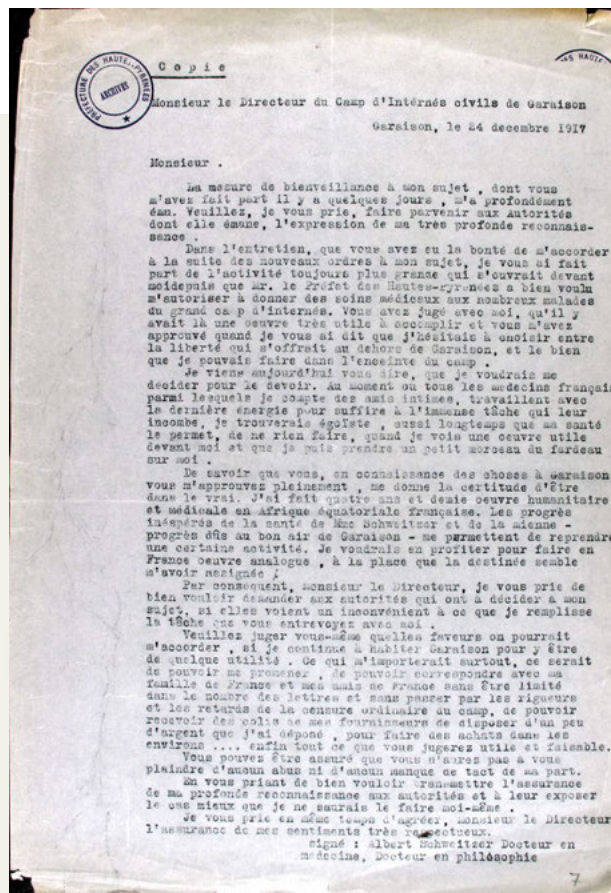 Copie
PRÉFECTURE DES HAUTES-PYRÉNÉES
ARCHIVES
Monsieur le Directeur du Camp d'Internés civils de Garaison
Garaison, le 24 decembre 1917
Monsieur .
La mesure de bienveillance à mon sujet , dont vous
m'avez fait part il y a quelques jours , m'a profondément
ému. Veuillez, je vous prie, faire parvenir aux Autorités
dont elle émane, l'expression de ma très profonde reconnais-
sance .
Dans l'entretien, que vous avez eu la bonté de m'accorder
à la suite des nouveaux ordres à mon sujet, je vous ai fait
part de l'activité toujours plus grande qui s'ouvrait devant
moidepuis que Mr. le Préfet des Hautes-Pyrenées a bien voulu
m'autoriser à donner des soins médicaux aux nombreux malades
du grand camp d'internés. Vous avez jugé avec moi, qu'il y
avait là une oeuvre très utile à accomplir et vous m'avez
approuvé quand je vous ai dit que j'hésitais à choisir entre
la liberté qui s'offrait au dehors de Garaison, et le bien
que je pouvais faire dans l'enceinte du camp .
Je viens aujourd'hui vous dire, que je voudrais me
decider pour le devoir. Au moment ou tous les medecins français
parmi lesquels je compte des amis intimes, travaillent avec
la dernière énergie pour suffire à l'immense tâche qui leur
incombe, je trouverais égoïste , aussi longtemps que ma santé
le permet, de ne rien faire, quand je vois une oeuvre utile
devant moi et que je puis prendre un petit morceau du fardeau
sur moi .
De savoir que vous, en connaissance des choses à Garaison
vous m'approuvez pleinement , me donne la certitude d'être
dans le vrai. J'ai fait quatre ans et demie oeuvre humanitaire
et médicale en Afrique équatoriale française. Les progrès
inéspérés de la santé de Mme Schweitzer et de la mienne -
progrès dûs au bon air de Garaison - me permettent de reprendre
une certaine activité. Je voudrais en profiter pour faire en
France oeuvre analogue , à la place que la destinée semble
m'avoir assignée ;
Par consequent, monsieur le Directeur, je vous prie de
bien vouloir demander aux autorités qui ont à décider à mon
sujet, si elles voient un inconvénient à ce que je remplisse
la tâche que vous entrevoyez avec moi .
Veuillez juger vous-même quelles faveurs on pourrait
m'accorder , si je continue à habiter Garaison pour y être
de quelque utilité . Ce qui m'importerait surtout, ce serait
de pouvoir me promener , de pouvoir correspondre avec ma
famille de France et mes amis de France sans être limité
dans le nombre des lettres et sans passer par les rigueurs
et les retards de la censure ordinaire du camp, de pouvoir
recevoir des colis de mes fournisseurs de disposer d'un peu
d'argent que j'ai déposé , pour faire des achats dans les
environs .... enfin tout ce que vous jugerez utile et faisable.
Vous pouvez être assuré que vous n'aurez pas à vous
plaindre d'aucun abus ni d'aucun manque de tact de ma part.
En vous priant de bien vouloir transmettre l'assurance
de ma profonde reconnaissance aux autorités et à leur exposer
le cas mieux que je ne saurais le faire moi-même .
Je vous prie en même temps d'agréer, Monsieur le Directeur
l'assurance de mes sentiments très respectueux.
signé : Albert Schweitzer Docteur en
medecine, Docteur en philosophie
7